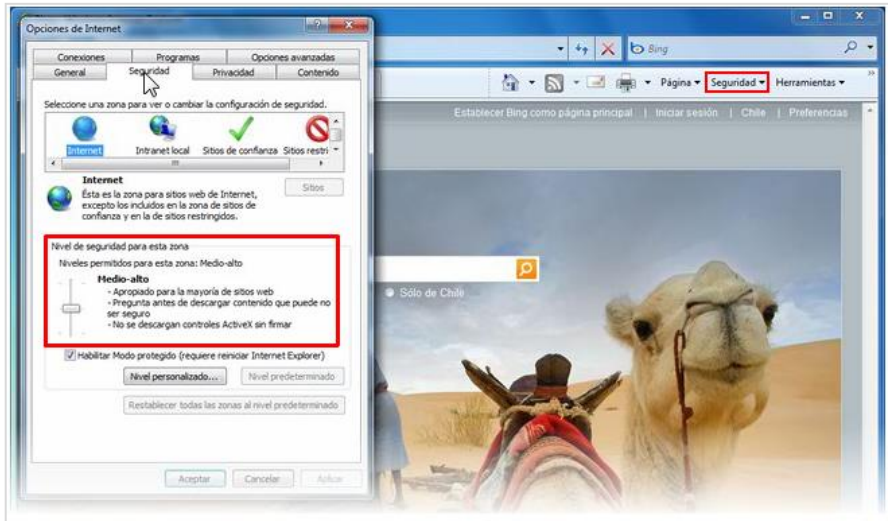 Opciones de Internet
Conexiones Programas Opciones avanzadas
General Seguridad Privacidad Contenido
Seleccione una zona para ver o cambiar la configuración de seguridad.
Internet Intranet local Sitios de confianza Sitios restri
Internet
Sitios
Ésta es la zona para sitios web de Internet,
excepto los incluidos en la zona de sitios de
confianza y en la de sitios restringidos.
Nivel de seguridad para esta zona
Niveles permitidos para esta zona: Medio-alto
Medio-alto
- Apropiado para la mayoría de sitios web
- Pregunta antes de descargar contenido que puede no
ser seguro
- No se descargan controles ActiveX sin firmar
Habilitar Modo protegido (requiere reiniciar Internet Explorer)
Nivel personalizado... Nivel predeterminado
Restablecer todas las zonas al nivel predeterminado
Aceptar Cancelar Aplicar
Bing
Página Seguridad Herramientas
Establecer Bing como página principal | Iniciar sesión | Chile | Preferencias
Sólo de Chile